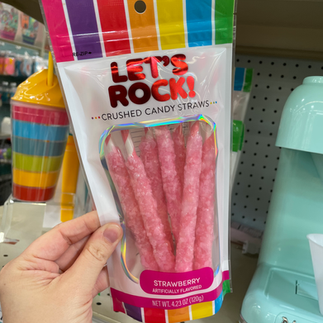 LET'S
ROCK!
CRUSHED CANDY STRAWS
STRAWBERRY
ARTIFICIALLY FLAVORED
NET WT. 4.23 OZ (120g)